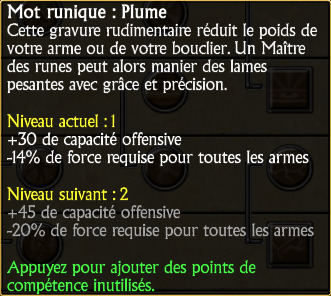 Mot runique : Plume
Cette gravure rudimentaire réduit le poids de
votre arme ou de votre bouclier. Un Maître
des runes peut alors manier des lames
pesantes avec grâce et précision.
Niveau actuel : 1
+30 de capacité offensive
-14% de force requise pour toutes les armes
Niveau suivant : 2
+45 de capacité offensive
-20% de force requise pour toutes les armes
Appuyez pour ajouter des points de
compétence inutilisés.